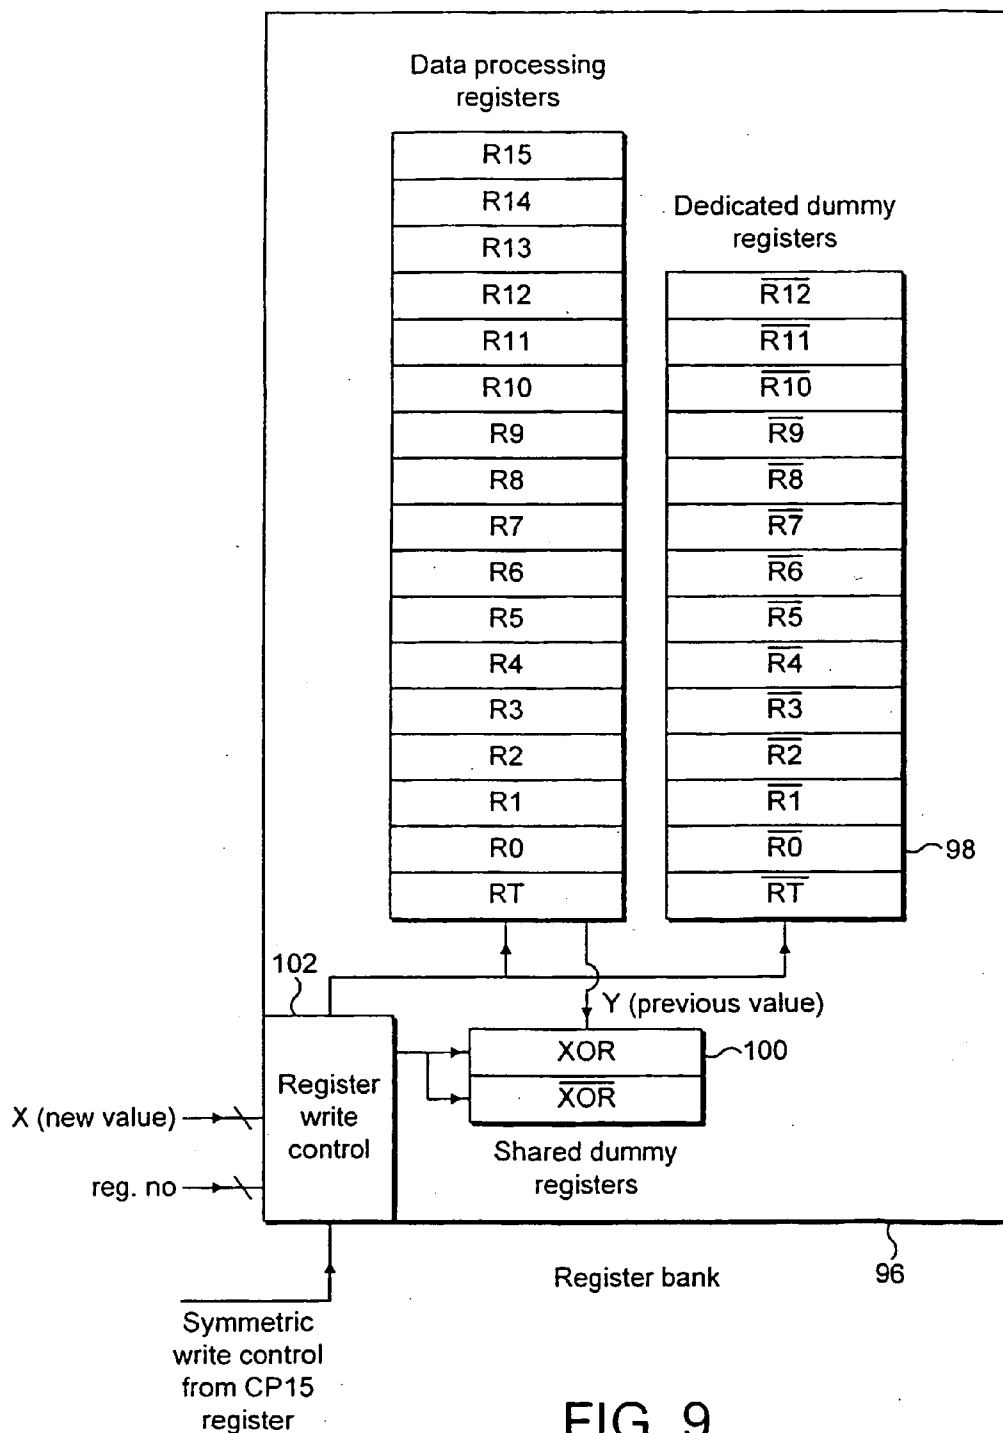 Data processing
registers
R15
R14
R13
R12
R11
R10
R9
R8
R7
R6
R5
R4
R3
R2
R1
R0
RT
Dedicated dummy
registers
R̅1̅2̅
R̅1̅1̅
R̅1̅0̅
R̅9̅
R̅8̅
R̅7̅
R̅6̅
R̅5̅
R̅4̅
R̅3̅
R̅2̅
R̅1̅
R̅0̅
R̅T̅
98
102
Y (previous value)
XOR
X̅O̅R̅
100
Shared dummy
registers
Register
write
control
X (new value)
reg. no
96
Register bank
Symmetric
write control
from CP15
register
FIG. 9